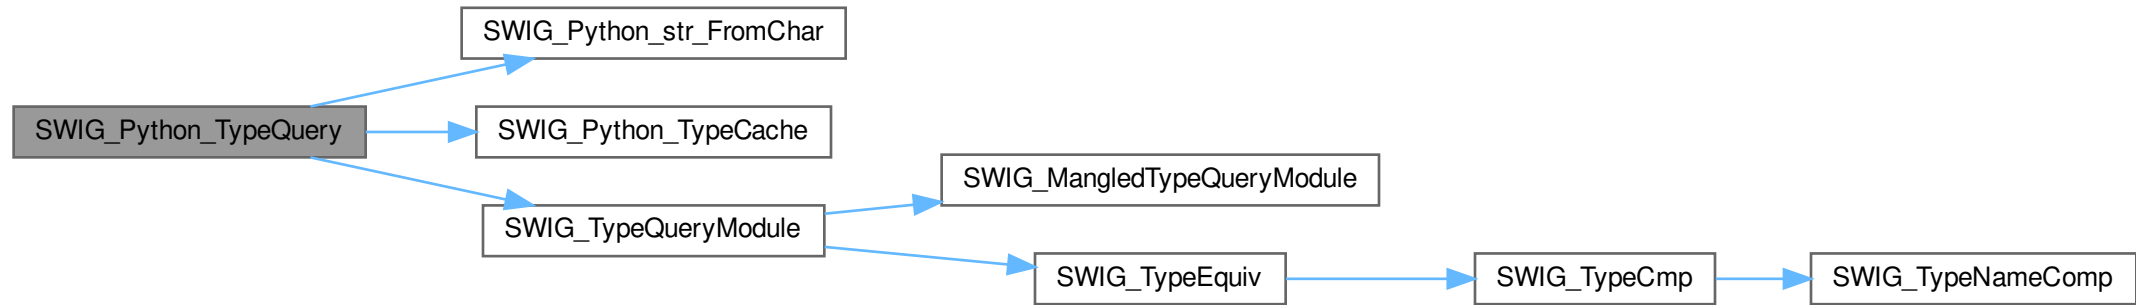 SWIG_Python_str_FromChar
SWIG_Python_TypeQuery
SWIG_Python_TypeCache
SWIG_MangledTypeQueryModule
SWIG_TypeQueryModule
SWIG_TypeEquiv
SWIG_TypeCmp
SWIG_TypeNameComp